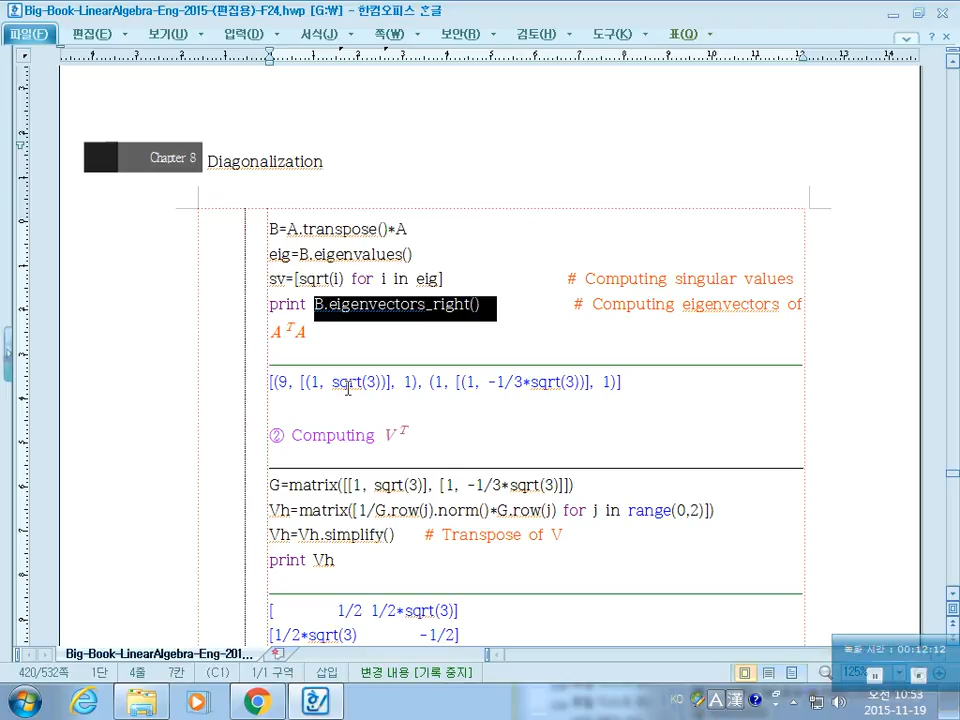 Big-Book-LinearAlgebra-Eng-2015-(편집용)-F24.hwp [G:₩] - 한컴오피스 한글
파일(F) 편집(E) 보기(U) 입력(D) 서식(J) 쪽(W) 보안(R) 검토(H) 도구(K) 표(Q)
Chapter 8 Diagonalization
B=A.transpose()*A
eig=B.eigenvalues()
sv=[sqrt(i) for i in eig] # Computing singular values
print B.eigenvectors_right() # Computing eigenvectors of
A^T A
[(9, [(1, sqrt(3))], 1), (1, [(1, -1/3*sqrt(3))], 1)]
② Computing V^T
G=matrix([[1, sqrt(3)], [1, -1/3*sqrt(3)]])
Vh=matrix([1/G.row(j).norm()*G.row(j) for j in range(0,2)])
Vh=Vh.simplify() # Transpose of V
print Vh
[ 1/2 1/2*sqrt(3)]
[1/2*sqrt(3) -1/2]
Big-Book-LinearAlgebra-Eng-201...
녹화 시간 : 00:12:12
420/532쪽 1단 4줄 7칸 (C1) 1/1 구역 삽입 변경 내용 [기록 중지] 125%
KO A 漢 오전 10:53
2015-11-19